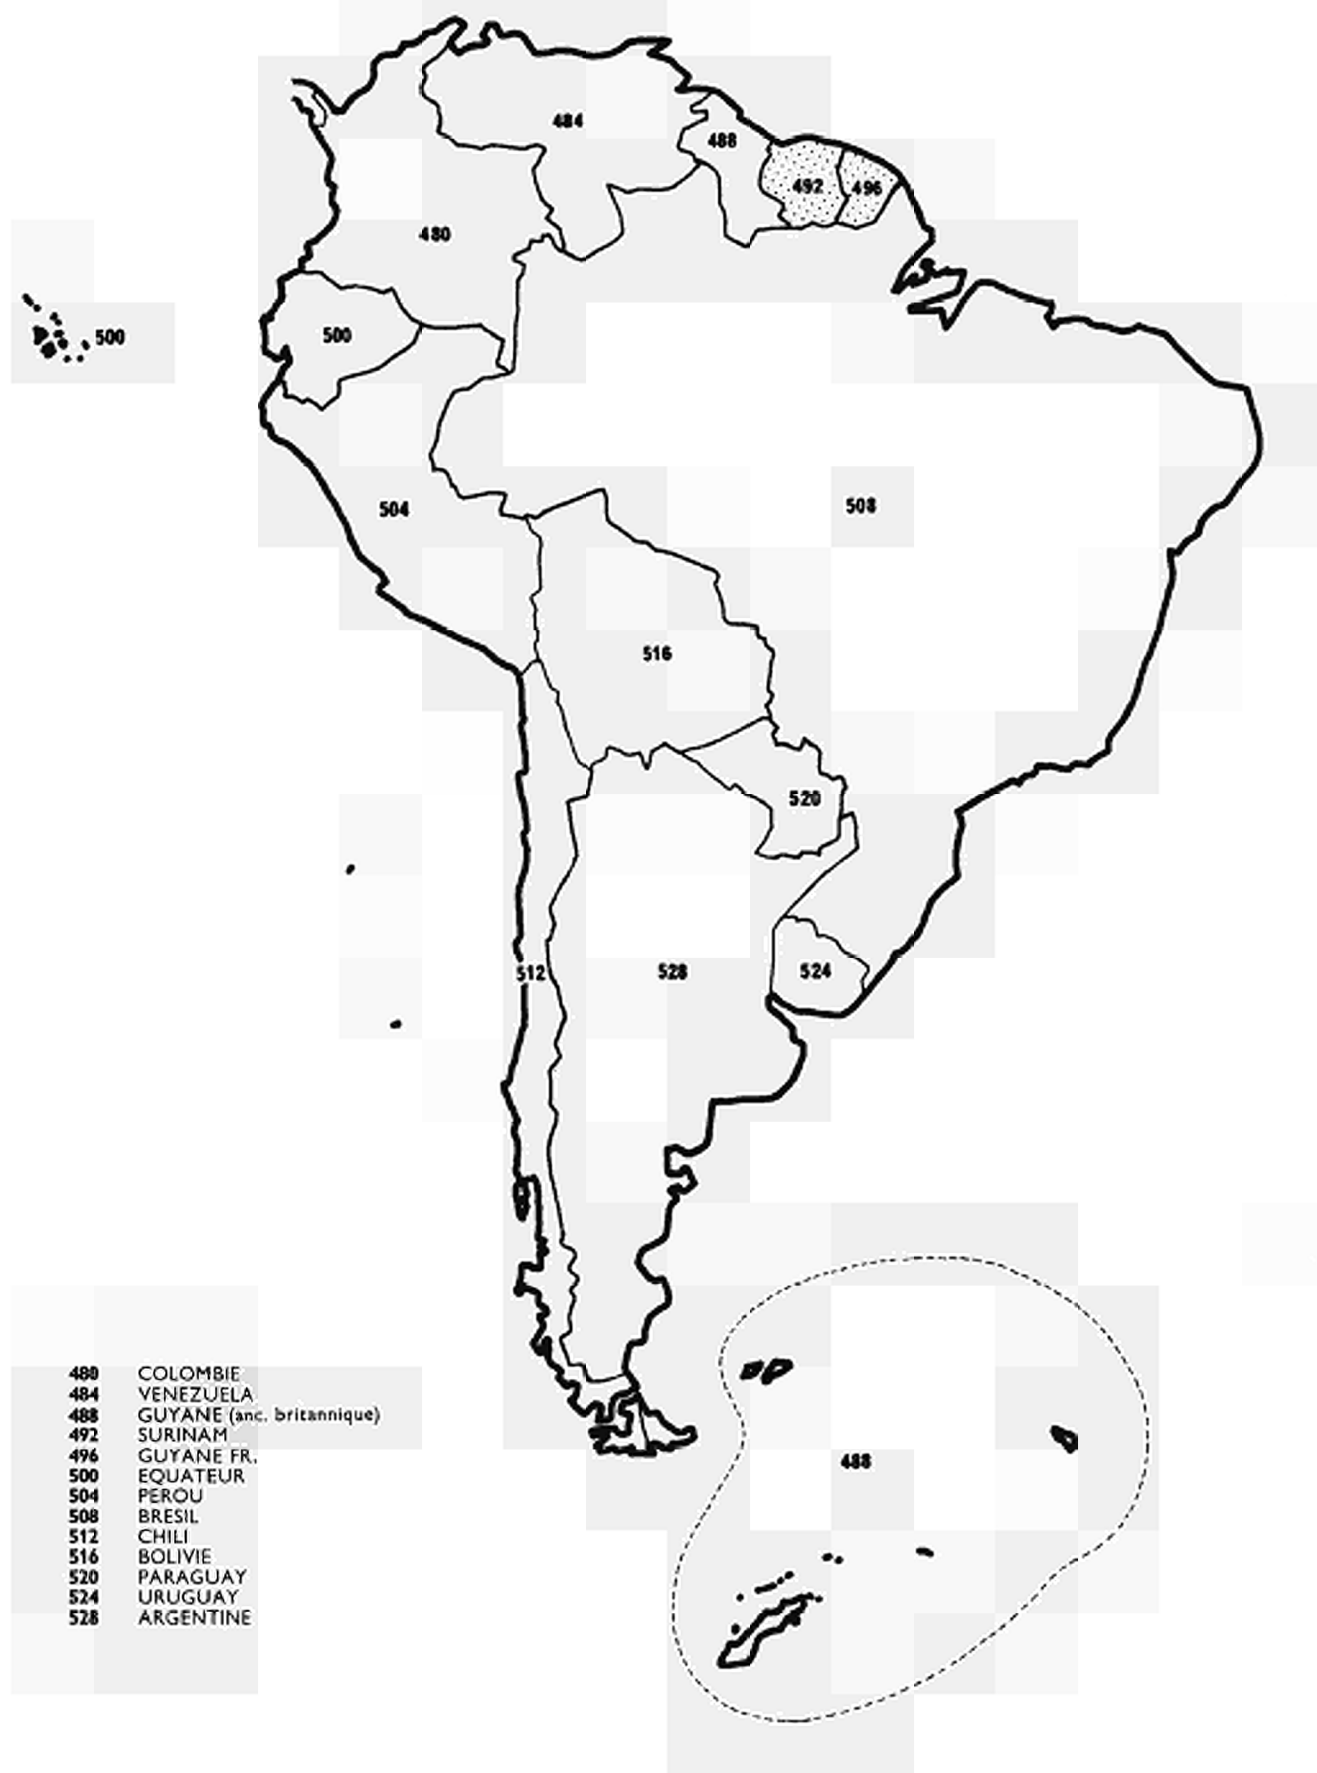 484
488
492
496
480
500
500
504
508
516
520
512
528
524
488
480 COLOMBIE
484 VENEZUELA
488 GUYANE (anc. britannique)
492 SURINAM
496 GUYANE FR.
500 EQUATEUR
504 PEROU
508 BRESIL
512 CHILI
516 BOLIVIE
520 PARAGUAY
524 URUGUAY
528 ARGENTINE